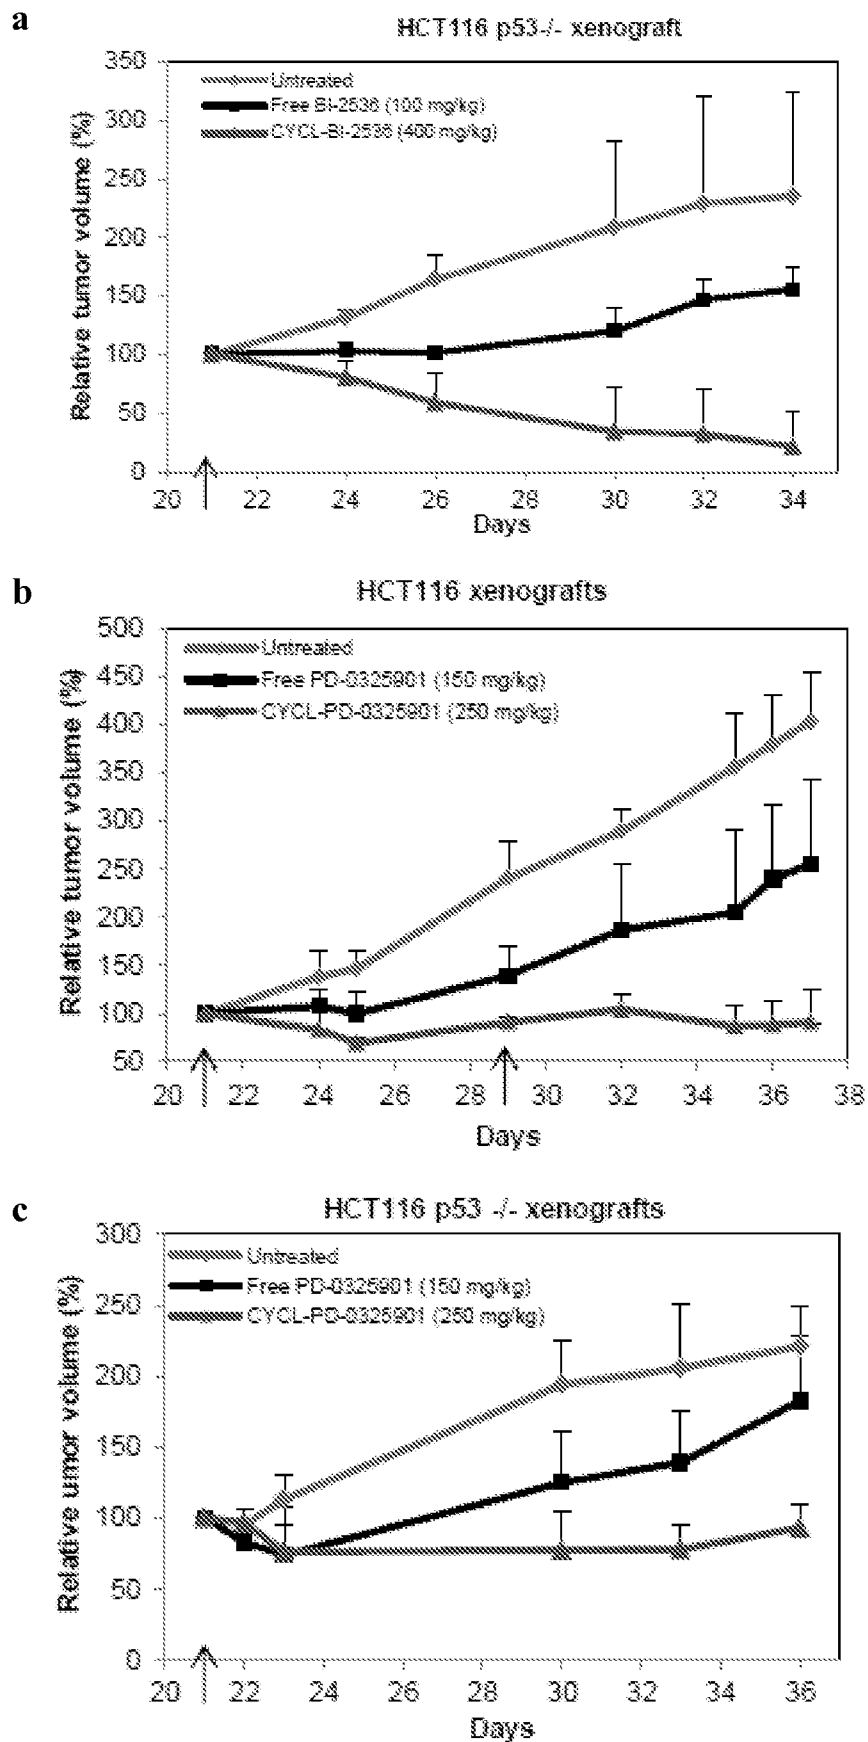 a
HCT116 p53-/- xenograft
Untreated
Free BI-2536 (100 mg/kg)
CYCL-BI-2536 (400 mg/kg)
Relative tumor volume (%)
350
300
250
200
150
100
50
0
20 22 24 26 28 30 32 34
Days
b
HCT116 xenografts
Untreated
Free PD-0325901 (150 mg/kg)
CYCL-PD-0325901 (250 mg/kg)
Relative tumor volume (%)
500
450
400
350
300
250
200
150
100
50
20 22 24 26 28 30 32 34 36 38
Days
c
HCT116 p53 -/- xenografts
Untreated
Free PD-0325901 (150 mg/kg)
CYCL-PD-0325901 (250 mg/kg)
Relative umor volume (%)
300
250
200
150
100
50
0
20 22 24 26 28 30 32 34 36
Days